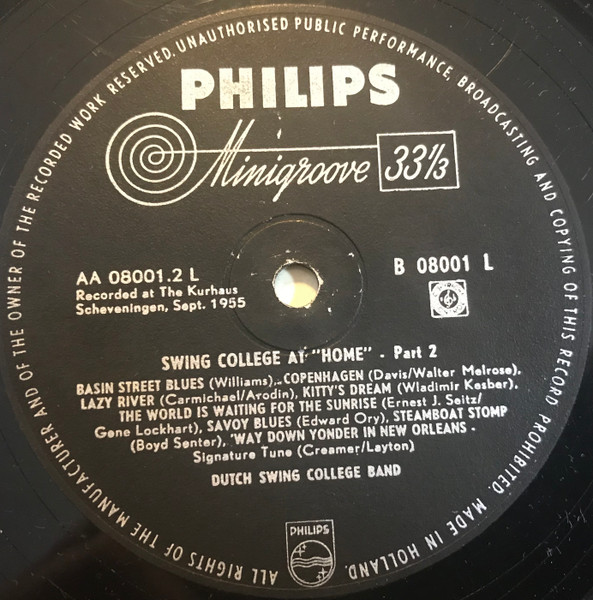 ALL RIGHTS OF THE MANUFACTURER AND OF THE OWNER OF THE RECORDED WORK RESERVED. UNAUTHORISED PUBLIC PERFORMANCE, BROADCASTING AND COPYING OF THIS RECORD PROHIBITED. MADE IN HOLLAND.
PHILIPS
Minigroove 33⅓
AA 08001.2 L
Recorded at The Kurhaus
Scheveningen, Sept. 1955
B 08001 L
SWING COLLEGE AT "HOME" - Part 2
BASIN STREET BLUES (Williams), COPENHAGEN (Davis/Walter Melrose),
LAZY RIVER (Carmichael/Arodin), KITTY'S DREAM (Wladimir Kesber),
THE WORLD IS WAITING FOR THE SUNRISE (Ernest J. Seitz/
Gene Lockhart), SAVOY BLUES (Edward Ory), STEAMBOAT STOMP
(Boyd Senter), 'WAY DOWN YONDER IN NEW ORLEANS -
Signature Tune (Creamer/Layton)
DUTCH SWING COLLEGE BAND
PHILIPS